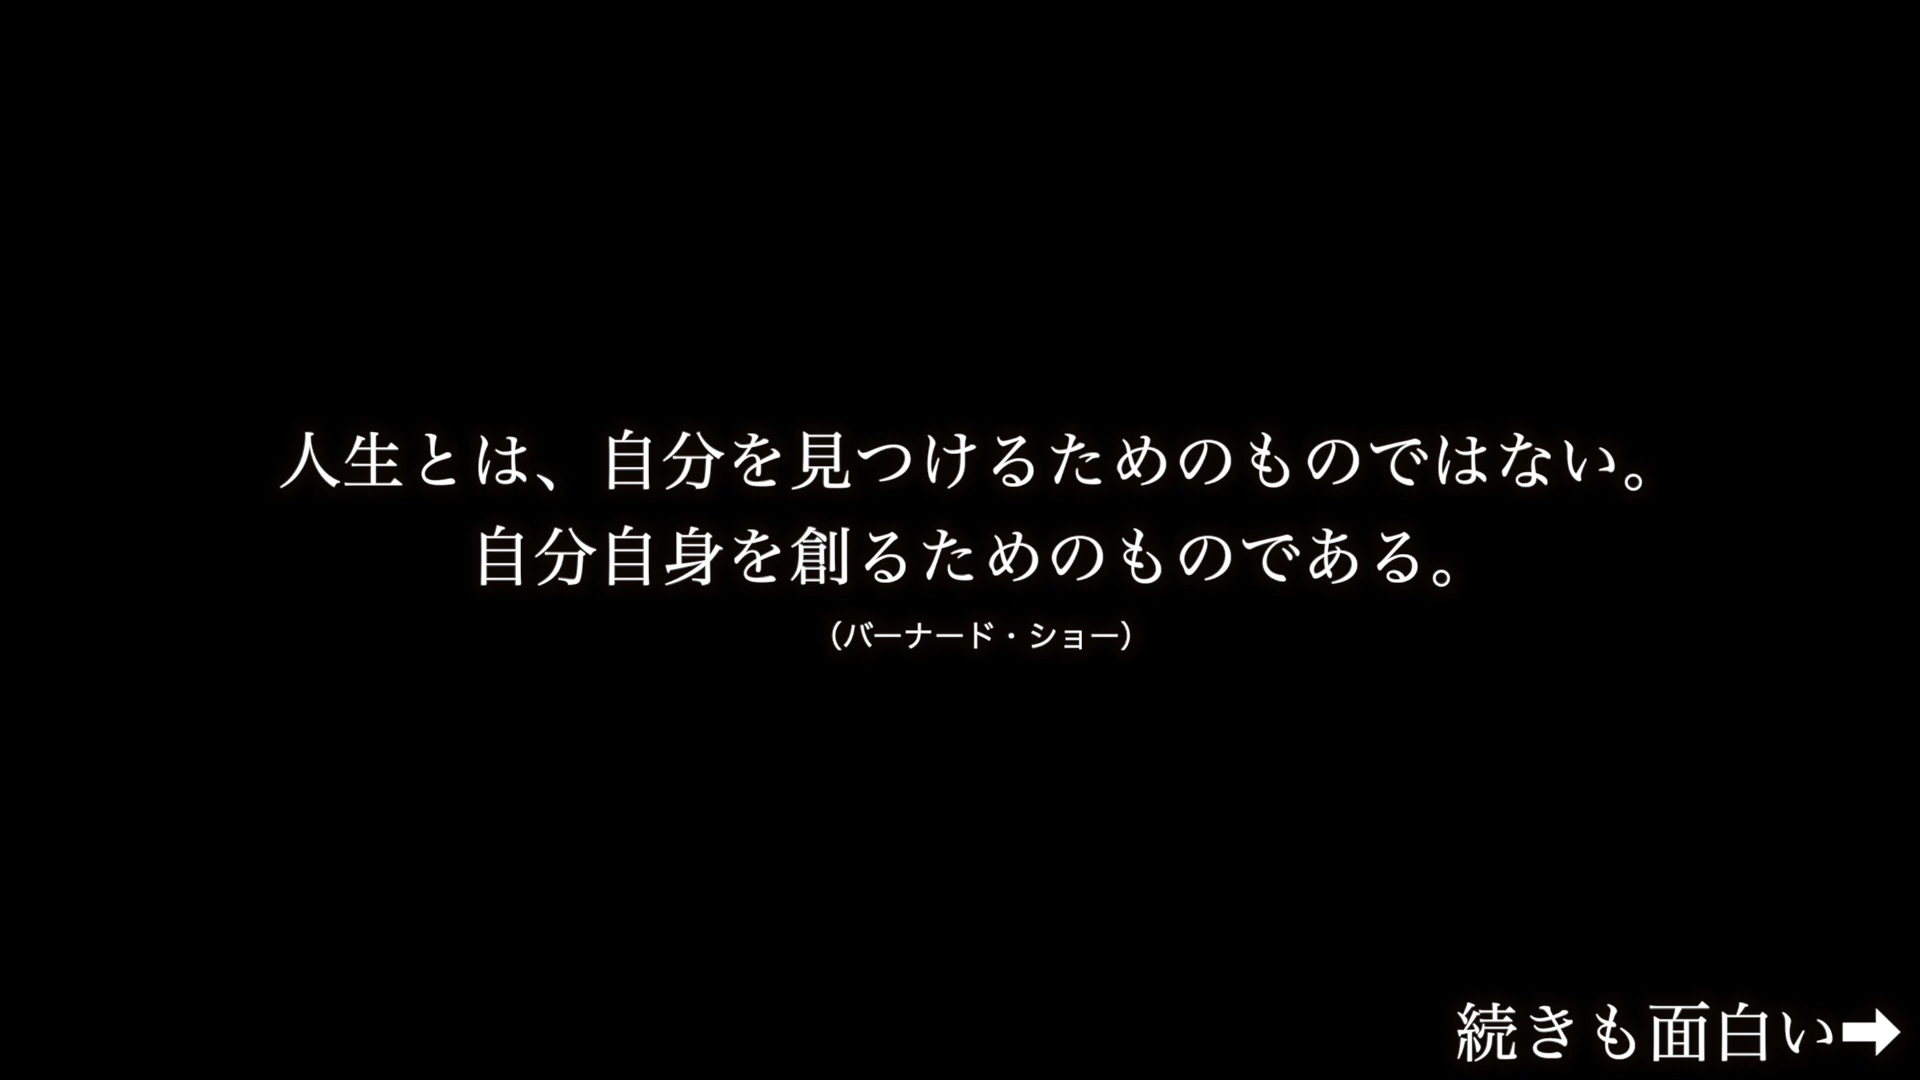 人生とは、自分を見つけるためのものではない。
自分自身を創るためのものである。
（バーナード・ショー）
続きも面白い➡